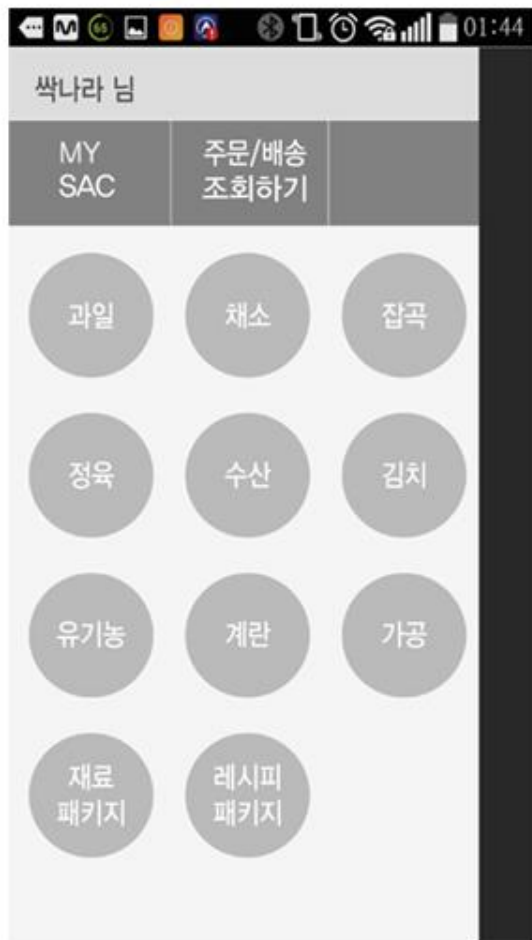 65
01:44
싹나라 님
MY
SAC
주문/배송
조회하기
과일
채소
잡곡
정육
수산
김치
유기농
계란
가공
재료
패키지
레시피
패키지